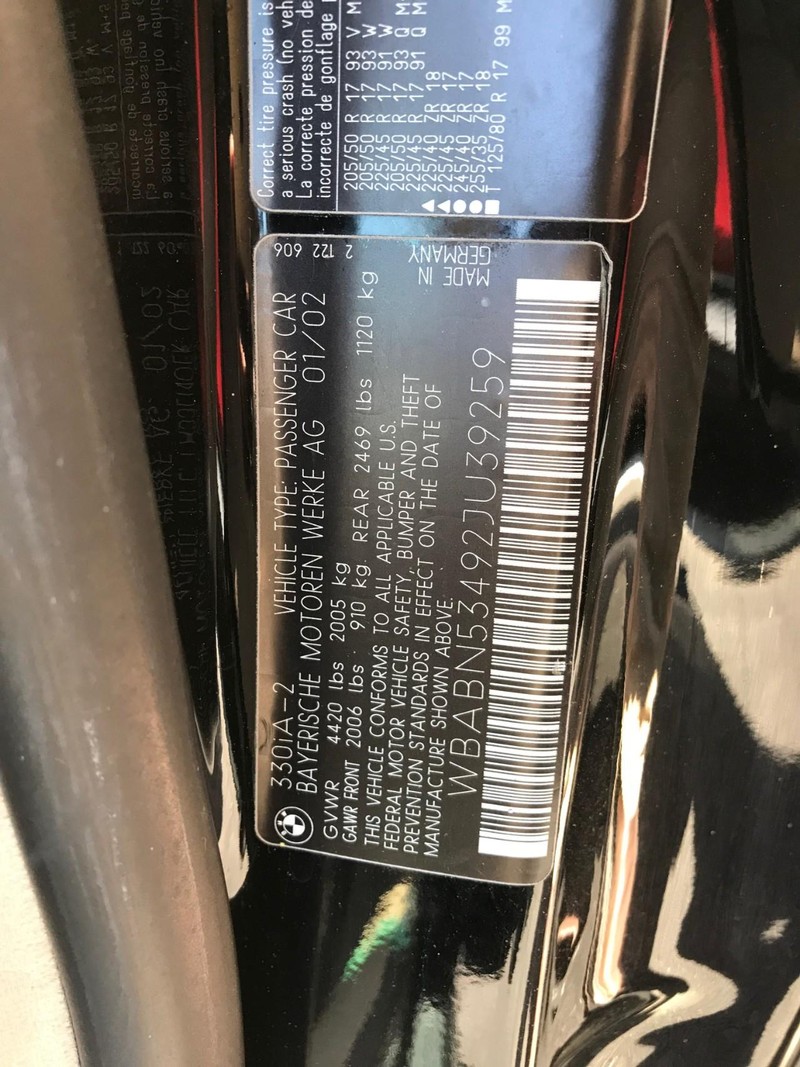 3301A-2 VEHICLE TYPE: PASSENGER CAR
BAYERISCHE MOTOREN WERKE AG 01/02
GVWR 4420 lbs 2005 kg
GAWR FRONT 2006 lbs 910 kg. REAR 2469 lbs 1120 kg
THIS VEHICLE CONFORMS TO ALL APPLICABLE U.S.
FEDERAL MOTOR VEHICLE SAFETY, BUMPER AND THEFT
PREVENTION STANDARDS IN EFFECT ON THE DATE OF
MANUFACTURE SHOWN ABOVE.
WBABN53492JU39259
2 122 606
MADE IN
GERMANY
Correct tire pressure is
a serious crash (no veh
La correcte pression de
incorrecte de gonflage
205/50 R 17 93 V M
205/50 R 17 93 W
225/45 R 17 91 W
205/50 R 17 93 Q M
225/45 R 17 91 Q M
225/40 ZR 18
225/45 ZR 17
245/40 ZR 17
255/35 ZR 18
T 125/80 R 17 99 M